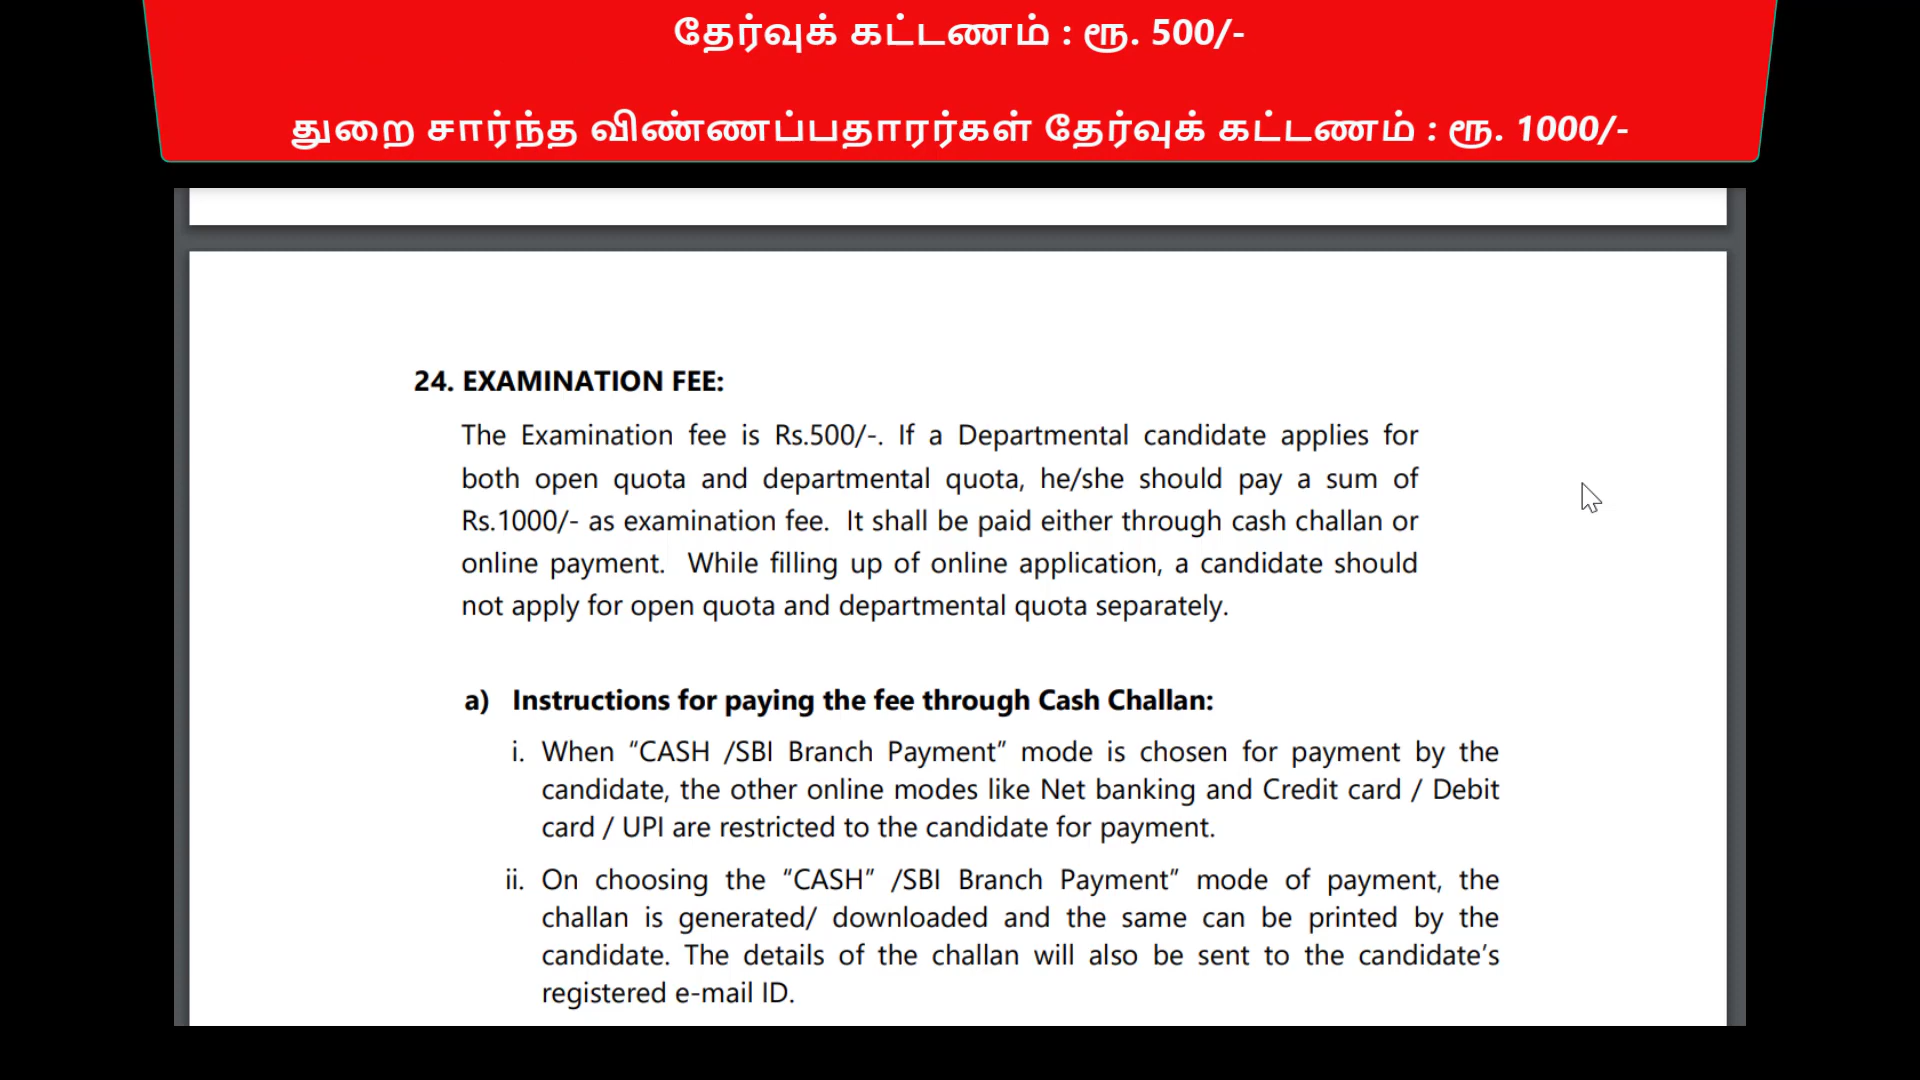 தேர்வுக் கட்டணம் : ரூ. 500/-
துறை சார்ந்த விண்ணப்பதாரர்கள் தேர்வுக் கட்டணம் : ரூ. 1000/-
24. EXAMINATION FEE:
The Examination fee is Rs.500/-. If a Departmental candidate applies for
both open quota and departmental quota, he/she should pay a sum of
Rs.1000/- as examination fee. It shall be paid either through cash challan or
online payment. While filling up of online application, a candidate should
not apply for open quota and departmental quota separately.
a) Instructions for paying the fee through Cash Challan:
i. When “CASH /SBI Branch Payment” mode is chosen for payment by the
candidate, the other online modes like Net banking and Credit card / Debit
card / UPI are restricted to the candidate for payment.
ii. On choosing the “CASH” /SBI Branch Payment” mode of payment, the
challan is generated/ downloaded and the same can be printed by the
candidate. The details of the challan will also be sent to the candidate’s
registered e-mail ID.